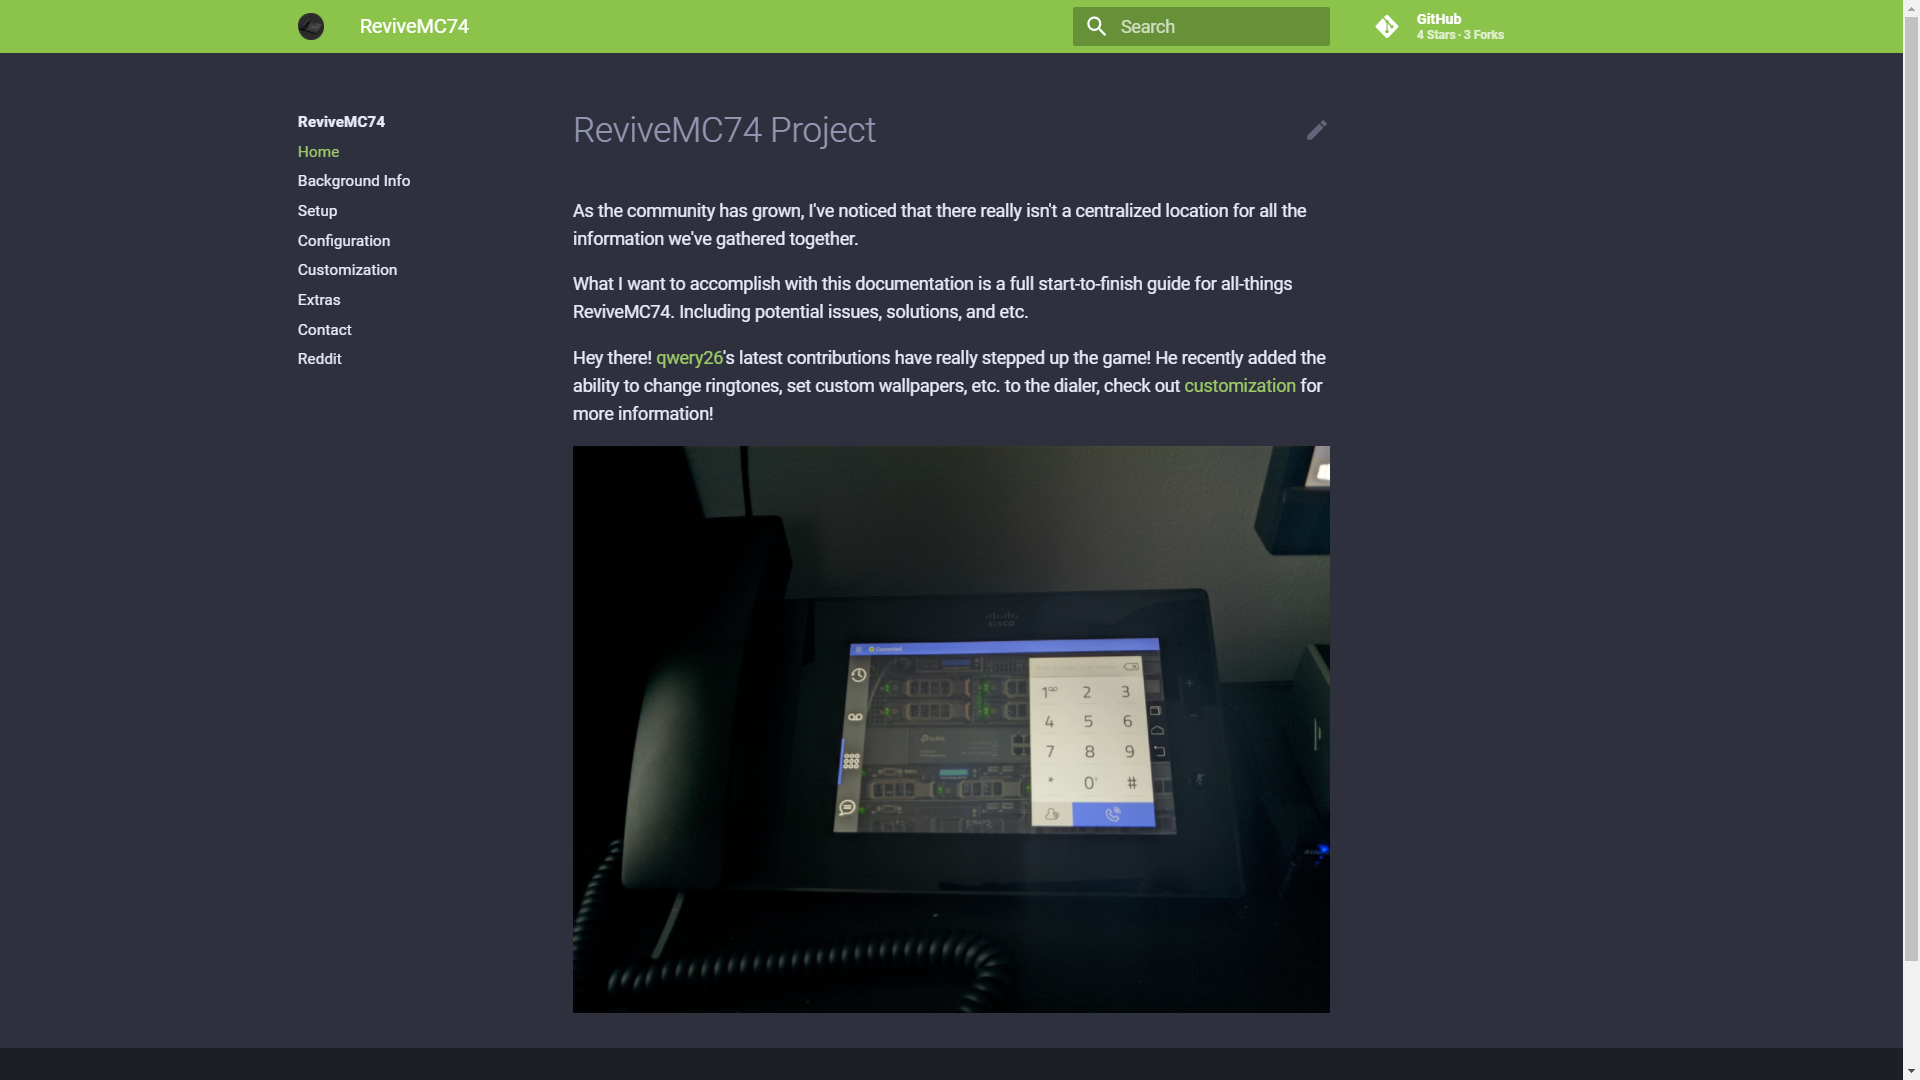 ReviveMC74
Search
GitHub
4 Stars · 3 Forks
ReviveMC74
Home
Background Info
Setup
Configuration
Customization
Extras
Contact
Reddit
ReviveMC74 Project
As the community has grown, I've noticed that there really isn't a centralized location for all the
information we've gathered together.
What I want to accomplish with this documentation is a full start-to-finish guide for all-things
ReviveMC74. Including potential issues, solutions, and etc.
Hey there! qwery26's latest contributions have really stepped up the game! He recently added the
ability to change ringtones, set custom wallpapers, etc. to the dialer, check out customization for
more information!
CISCO
Connected
1 2 3
4 5 6
7 8 9
* 0 #